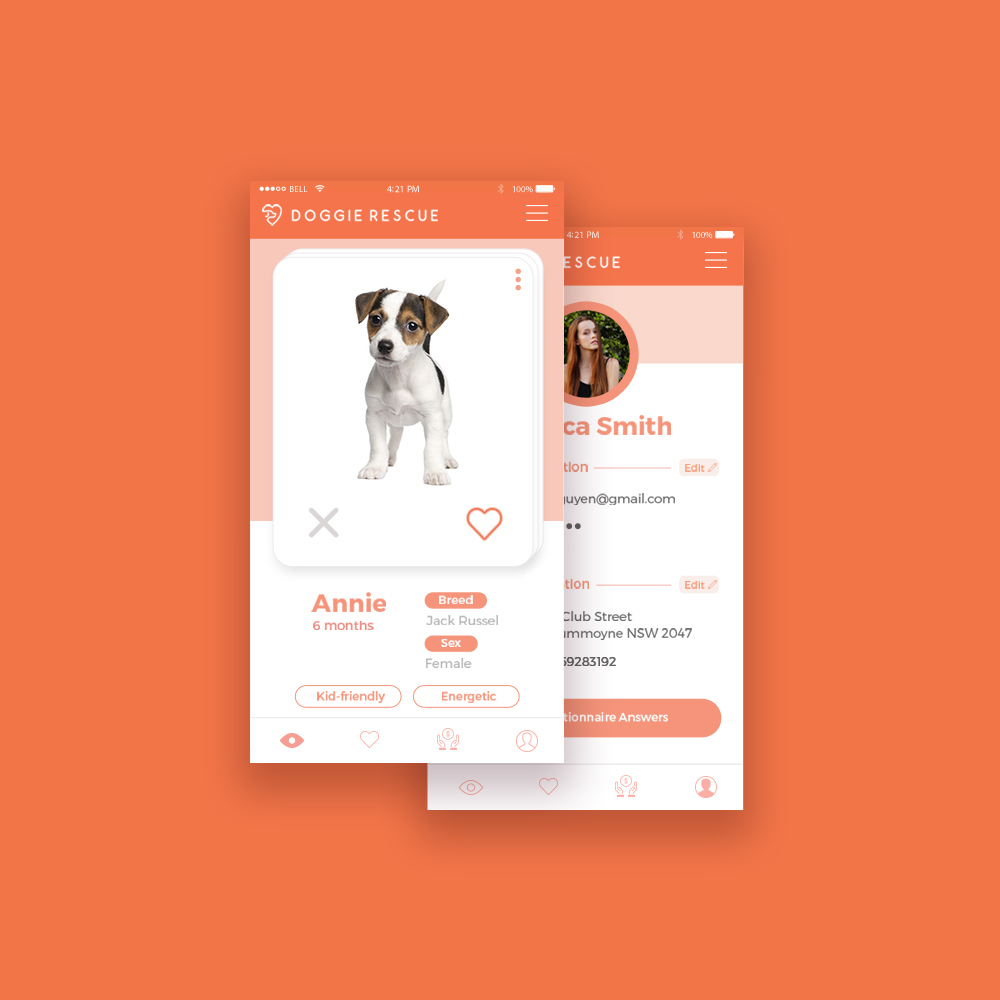 BELL 4:21 PM 100%
DOGGIE RESCUE
Annie
6 months
Breed
Jack Russel
Sex
Female
Kid-friendly
Energetic
4:21 PM 100%
ESCUE
ca Smith
tion Edit
guyen@gmail.com
tion Edit
Club Street
ummoyne NSW 2047
59283192
tionnaire Answers